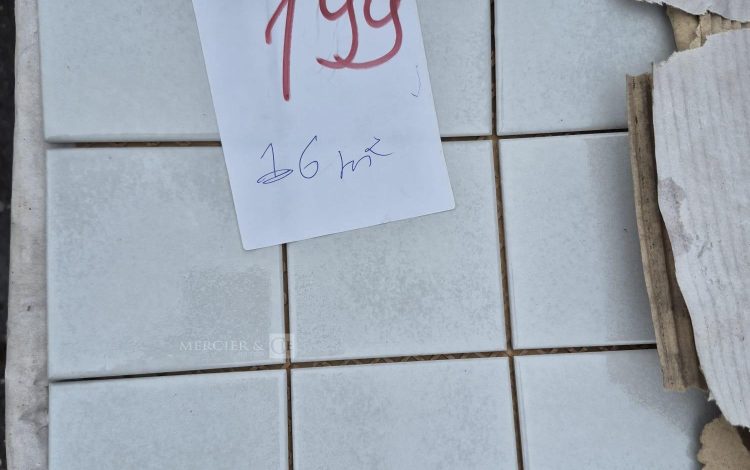 199
16 m²
MERCIER & CIE